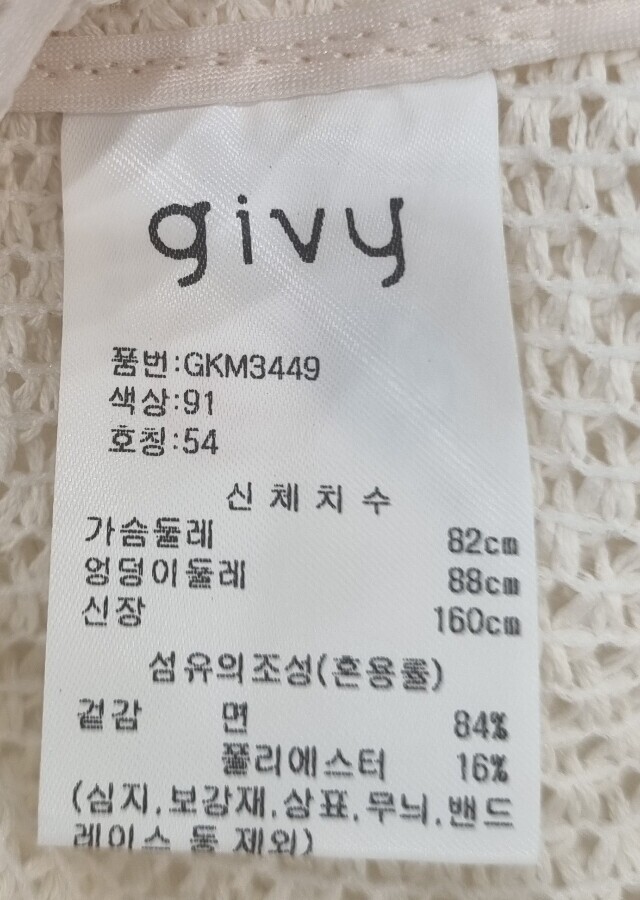 givy
품번:GKM3449
색상:91
호칭:54
신체치수
가슴둘레 82cm
엉덩이둘레 88cm
신장 160cm
섬유의조성(혼용률)
겉감 면 84%
폴리에스터 16%
(심지.보강재.상표.무늬.밴드
레이스 등 제외)